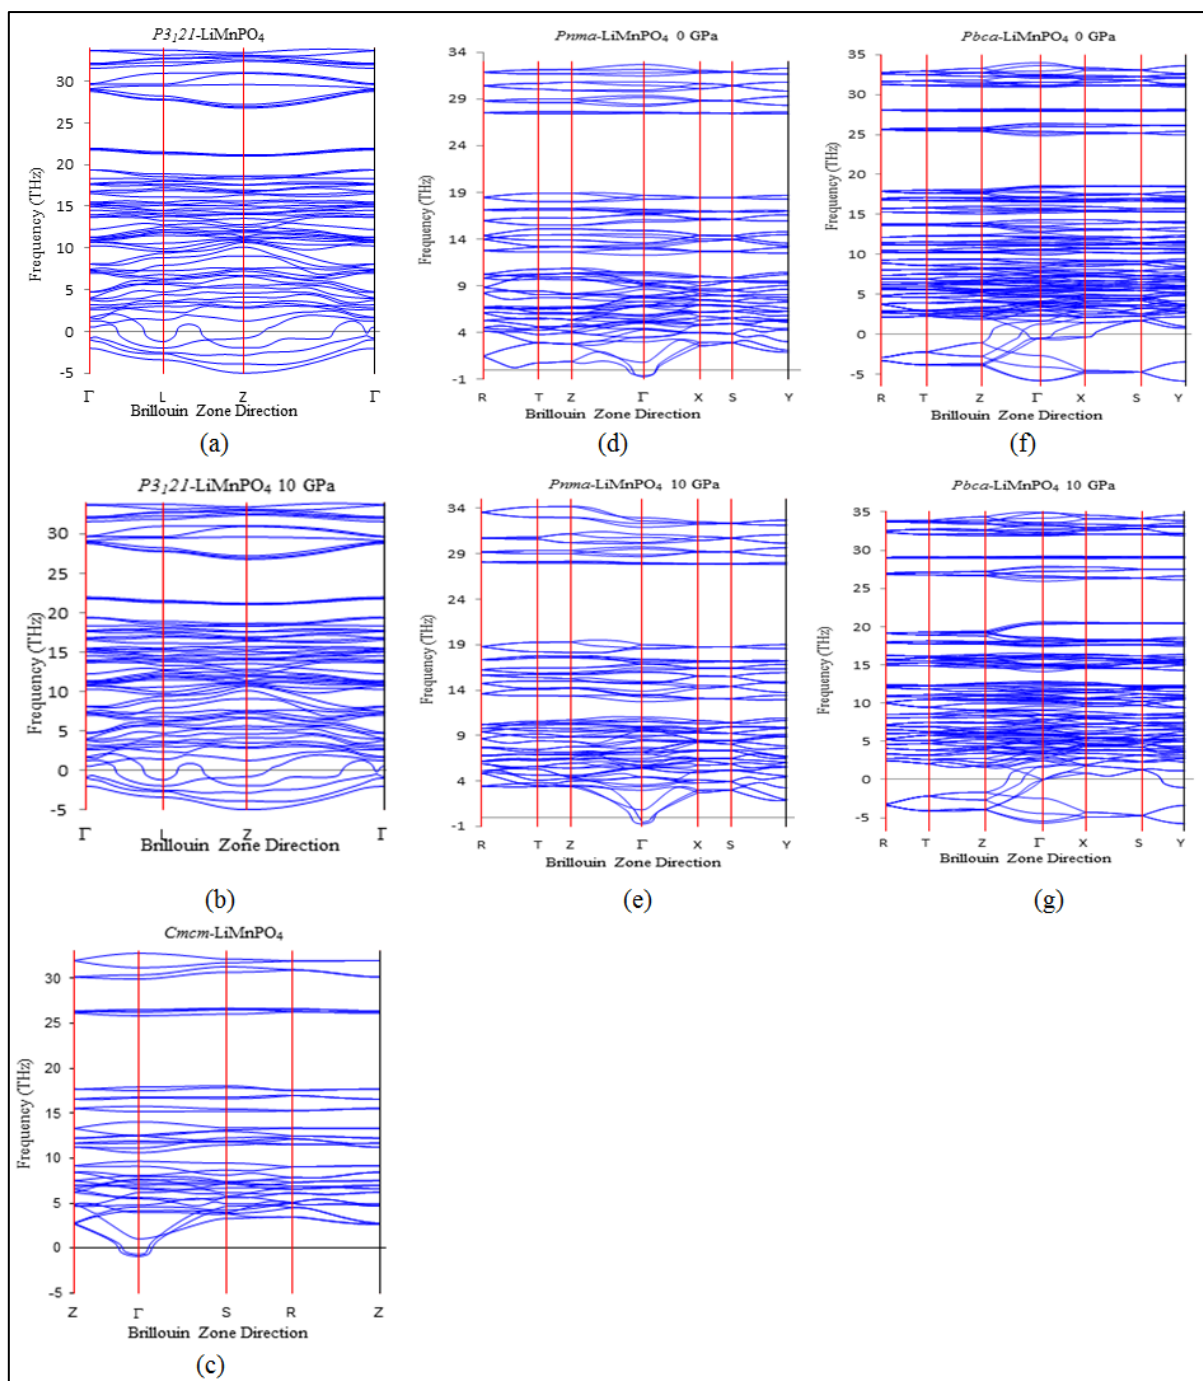 P3₁21-LiMnPO₄
Frequency (THz)
30
25
20
15
10
5
0
-5
Γ L Z Γ
Brillouin Zone Direction
(a)
Pnma-LiMnPO₄ 0 GPa
Frequency (THz)
34
29
24
19
14
9
4
-1
R T Z Γ X S Y
Brillouin Zone Direction
(d)
Pbca-LiMnPO₄ 0 GPa
Frequency (THz)
35
30
25
20
15
10
5
0
-5
R T Z Γ X S Y
Brillouin Zone Direction
(f)
P3₁21-LiMnPO₄ 10 GPa
Frequency (THz)
30
25
20
15
10
5
0
-5
Γ L Z Γ
Brillouin Zone Direction
(b)
Pnma-LiMnPO₄ 10 GPa
Frequency (THz)
34
29
24
19
14
9
4
-1
R T Z Γ X S Y
Brillouin Zone Direction
(e)
Pbca-LiMnPO₄ 10 GPa
Frequency (THz)
35
30
25
20
15
10
5
0
-5
R T Z Γ X S Y
Brillouin Zone Direction
(g)
Cmcm-LiMnPO₄
Frequency (THz)
30
25
20
15
10
5
0
-5
Z Γ S R Z
Brillouin Zone Direction
(c)